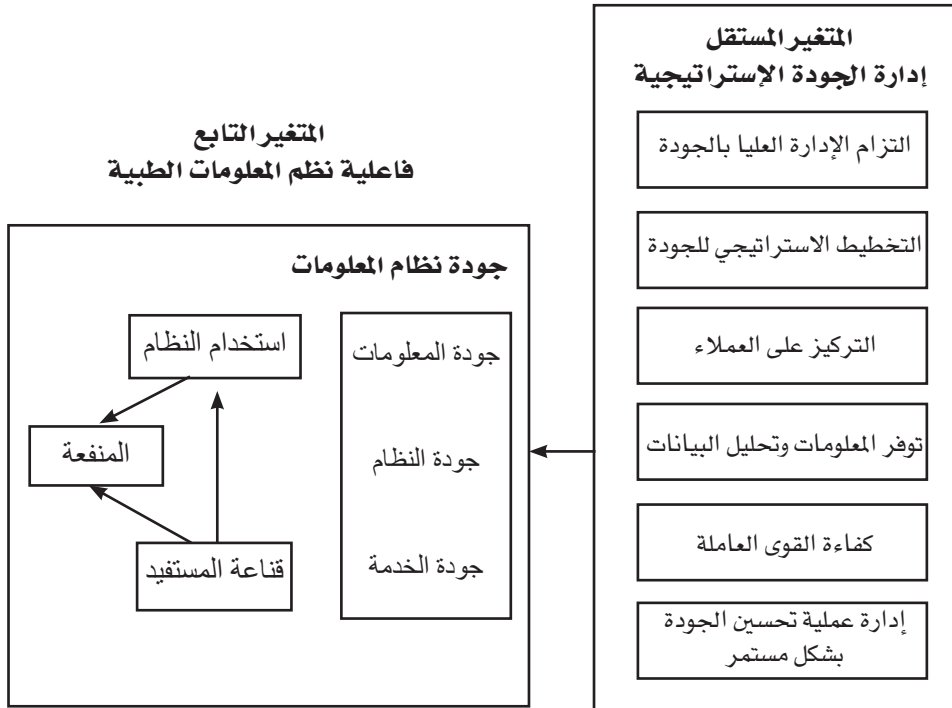 المتغير المستقل
إدارة الجودة الإستراتيجية
التزام الإدارة العليا بالجودة
التخطيط الاستراتيجي للجودة
التركيز على العملاء
توفر المعلومات وتحليل البيانات
كفاءة القوى العاملة
إدارة عملية تحسين الجودة
بشكل مستمر
المتغير التابع
فاعلية نظم المعلومات الطبية
جودة نظام المعلومات
جودة المعلومات
جودة النظام
جودة الخدمة
استخدام النظام
المنفعة
قناعة المستفيد